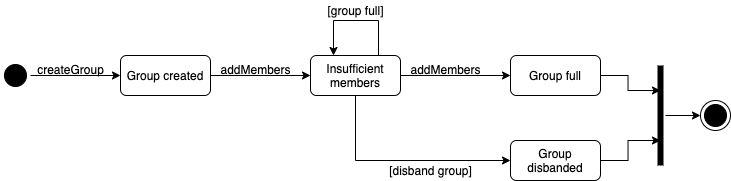 [group full]
createGroup
Group created
addMembers
Insufficient
members
addMembers
Group full
[disband group]
Group
disbanded